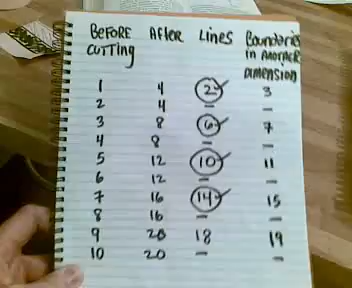 BEFORE CUTTING AFTER LINES Boundaries in Another DIMENSION
1 4 2 3
2 4 – –
3 8 6 7
4 8 – –
5 12 10 11
6 12 – –
7 16 14 15
8 16 – –
9 20 18 19
10 20 – –